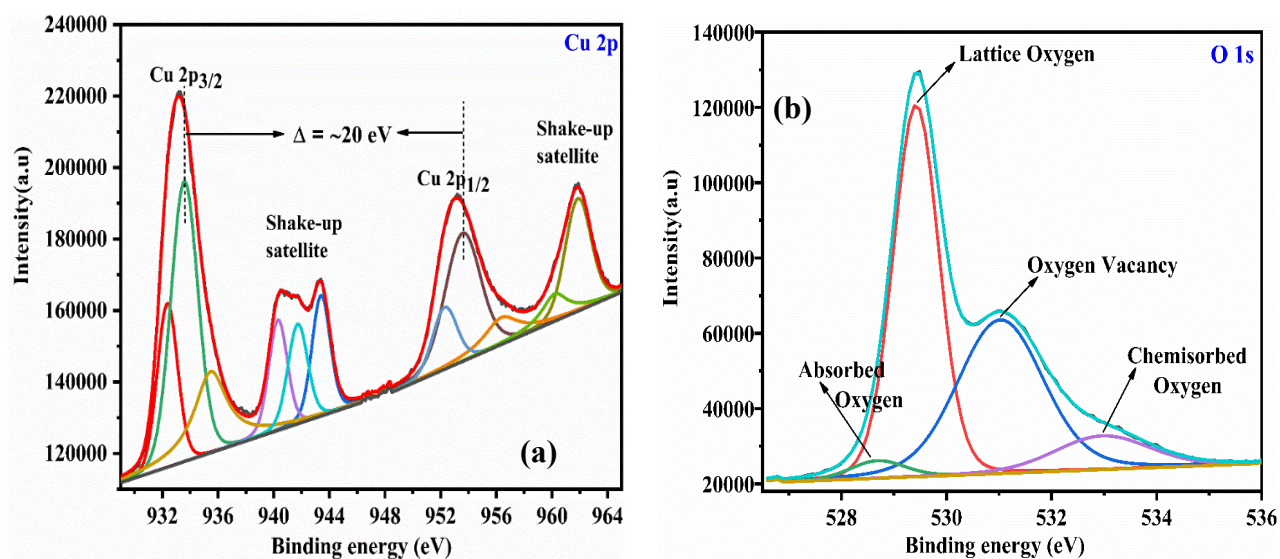 240000
220000
200000
180000
160000
140000
120000
Intensity(a.u)
Cu 2p
Cu 2p3/2
Δ = ~20 eV
Shake-up
satellite
Cu 2p1/2
Shake-up
satellite
(a)
932 936 940 944 948 952 956 960 964
Binding energy (eV)
140000
120000
100000
80000
60000
40000
20000
Intensity(a.u)
O 1s
Lattice Oxygen
(b)
Oxygen Vacancy
Absorbed
Oxygen
Chemisorbed
Oxygen
528 530 532 534 536
Binding energy (eV)